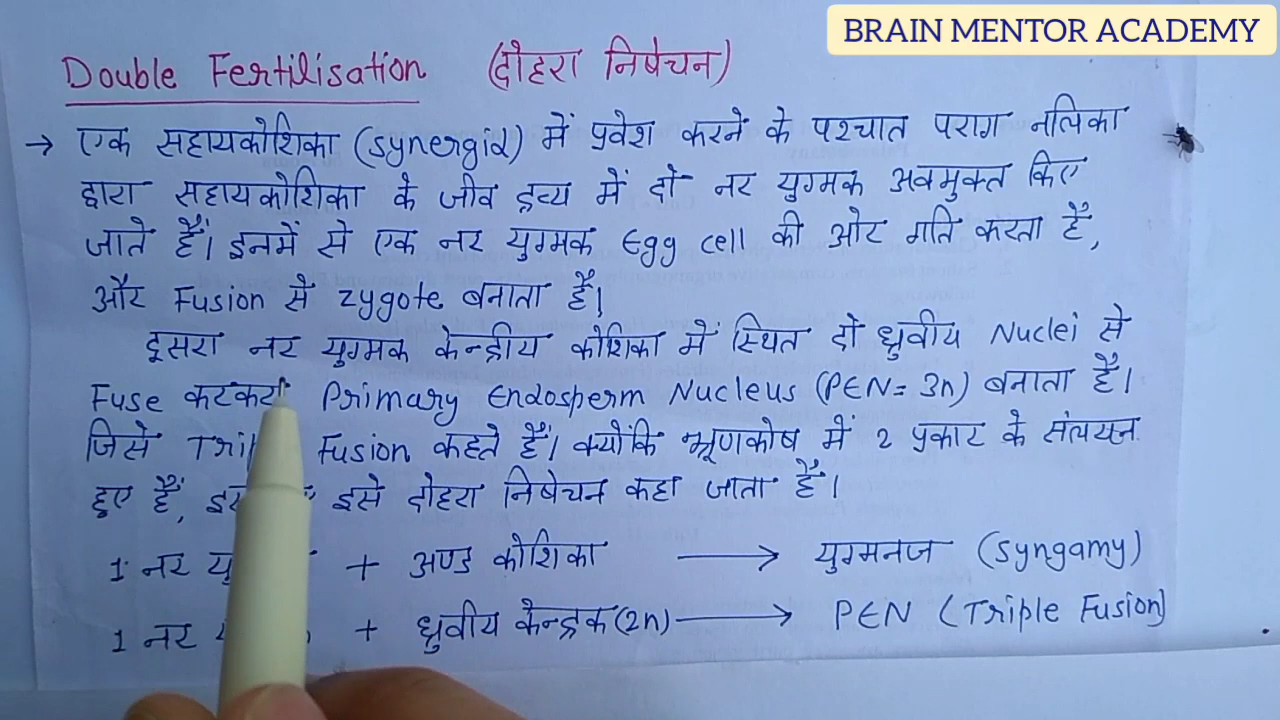 BRAIN MENTOR ACADEMY
Double Fertilisation (दोहरा निषेचन)
→ एक सहायकोशिका (Synergid) में प्रवेश करने के पश्चात पराग नलिका
द्वारा सहायकोशिका के जीव द्रव्य में दो नर युग्मक अवमुक्त किए
जाते हैं। इनमें से एक नर युग्मक Egg cell की ओर गति करता है,
और Fusion से zygote बनाता है।
दूसरा नर युग्मक केन्द्रीय कोशिका में स्थित दो ध्रुवीय Nuclei से
Fuse करकर Primary Endosperm Nucleus (PEN= 3n) बनाता है।
जिसे Fusion कहते हैं। क्योंकि भ्रूणकोष में 2 प्रकार के संलयन
हुए हैं, इसे दोहरा निषेचन कहा जाता है।
1 नर + अण्ड कोशिका ⟶ युग्मनज (Syngamy)
1 नर + ध्रुवीय केन्द्रक (2n) ⟶ PEN (Triple Fusion)